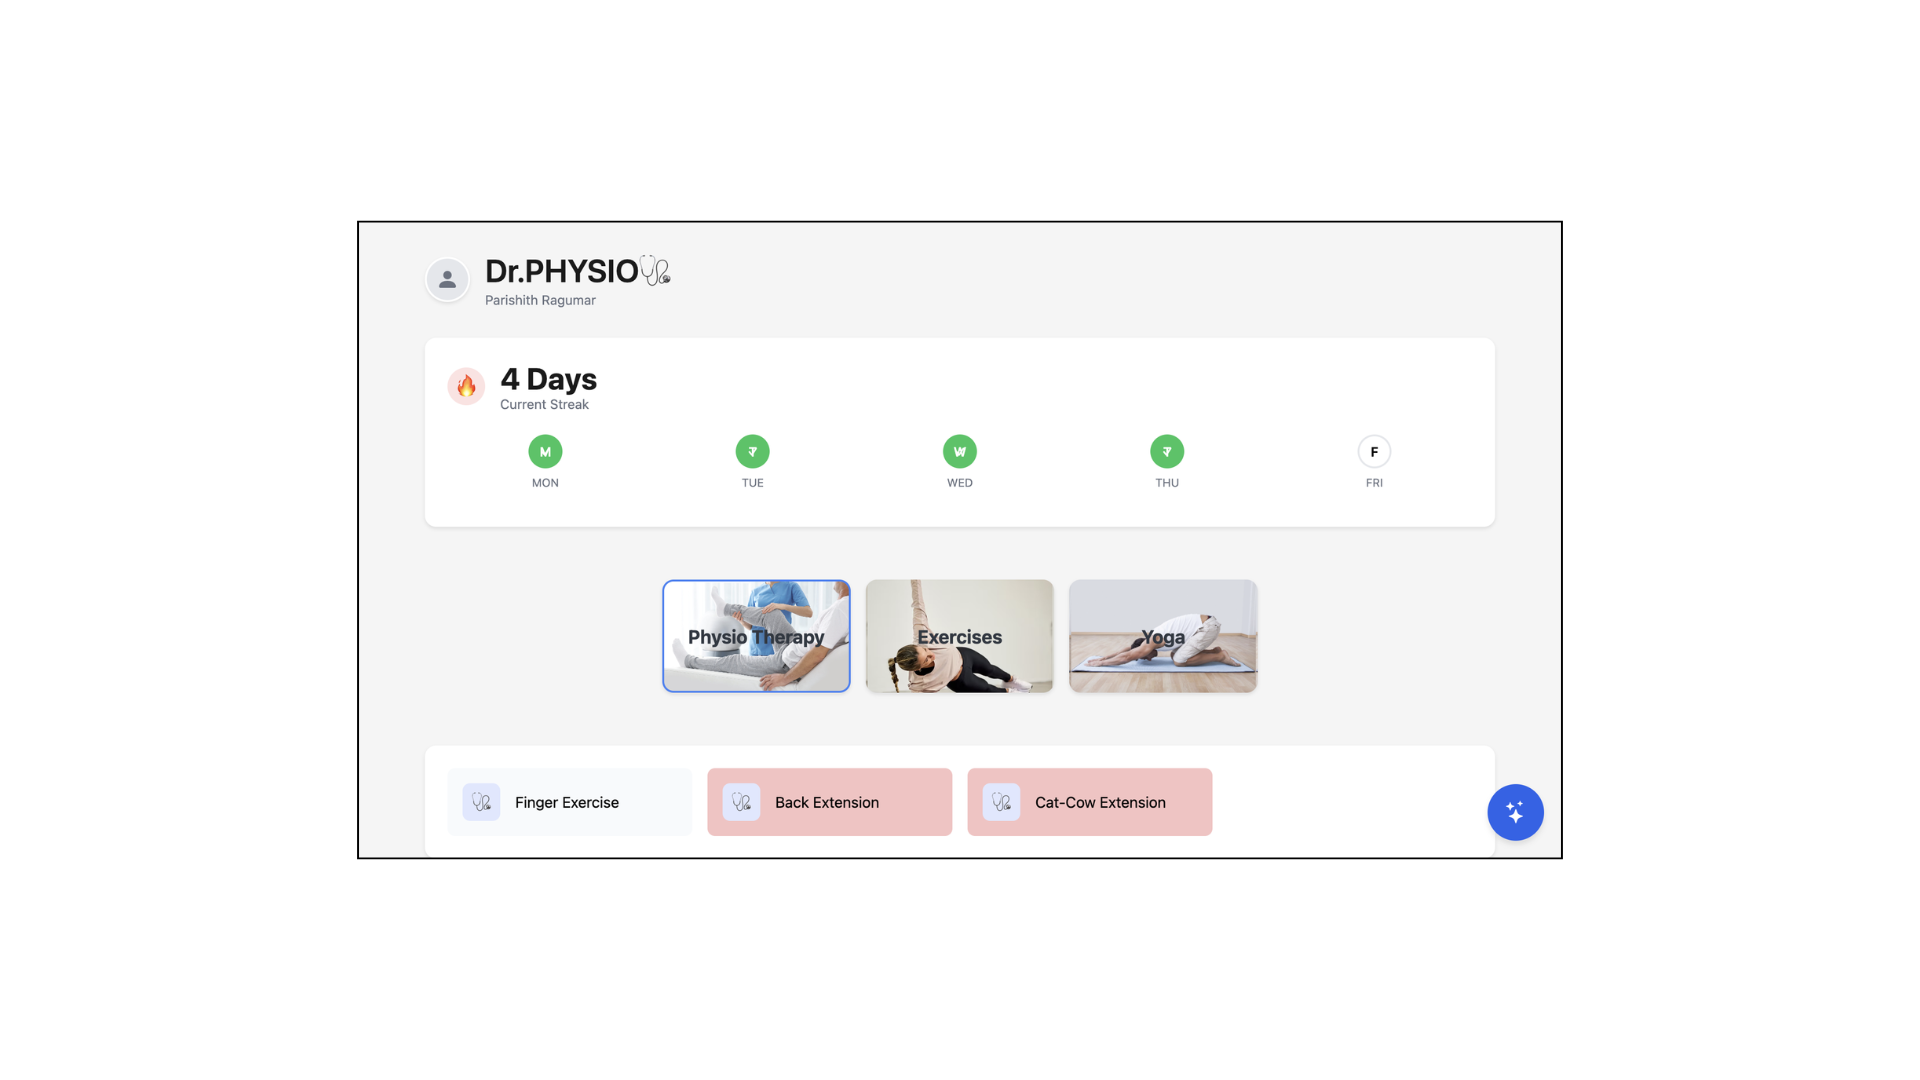 Dr.PHYSIO
Parishith Ragumar
4 Days
Current Streak
M
T
W
T
F
MON
TUE
WED
THU
FRI
Physio Therapy
Exercises
Yoga
Finger Exercise
Back Extension
Cat-Cow Extension